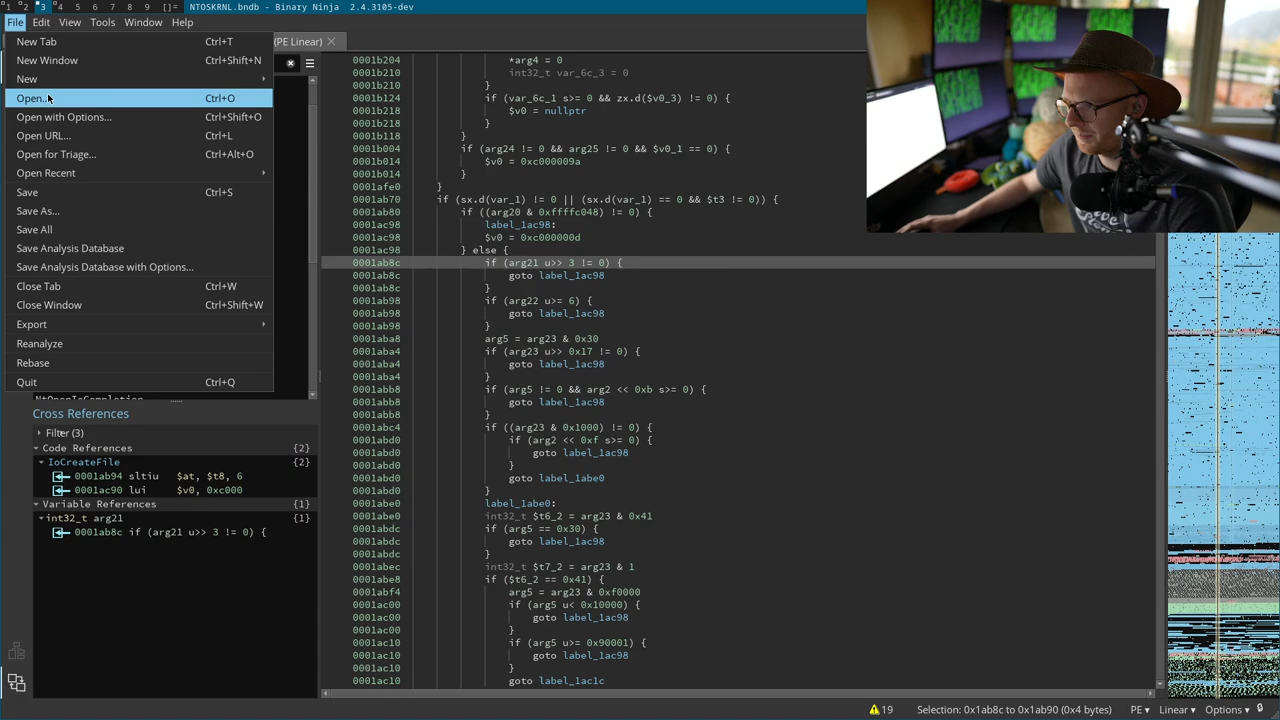 1 2 3 4 5 6 7 8 9 []= NTOSKRNL.bndb - Binary Ninja 2.4.3105-dev
File Edit View Tools Window Help
New Tab Ctrl+T
New Window Ctrl+Shift+N
New
Open... Ctrl+O
Open with Options... Ctrl+Shift+O
Open URL... Ctrl+L
Open for Triage... Ctrl+Alt+O
Open Recent
Save Ctrl+S
Save As...
Save All
Save Analysis Database
Save Analysis Database with Options...
Close Tab Ctrl+W
Close Window Ctrl+Shift+W
Export
Reanalyze
Rebase
Quit Ctrl+Q
(PE Linear)
NtOpenIoCompletion
Cross References
Filter (3)
Code References {2}
IoCreateFile {2}
0001ab94 sltiu $at, $t8, 6
0001ac90 lui $v0, 0xc000
Variable References {1}
int32_t arg21 {1}
0001ab8c if (arg21 u>> 3 != 0) {
0001b204 *arg4 = 0
0001b210 int32_t var_6c_3 = 0
0001b210 }
0001b124 if (var_6c_1 s>= 0 && zx.d($v0_3) != 0) {
0001b218 $v0 = nullptr
0001b218 }
0001b118 }
0001b004 if (arg24 != 0 && arg25 != 0 && $v0_1 == 0) {
0001b014 $v0 = 0xc000009a
0001b014 }
0001afe0 }
0001ab70 if (sx.d(var_1) != 0 || (sx.d(var_1) == 0 && $t3 != 0)) {
0001ab80 if ((arg20 & 0xffffc048) != 0) {
0001ac98 label_1ac98:
0001ac98 $v0 = 0xc000000d
0001ac98 } else {
0001ab8c if (arg21 u>> 3 != 0) {
0001ab8c goto label_1ac98
0001ab8c }
0001ab98 if (arg22 u>= 6) {
0001ab98 goto label_1ac98
0001ab98 }
0001aba8 arg5 = arg23 & 0x30
0001aba4 if (arg23 u>> 0x17 != 0) {
0001aba4 goto label_1ac98
0001aba4 }
0001abb8 if (arg5 != 0 && arg2 << 0xb s>= 0) {
0001abb8 goto label_1ac98
0001abb8 }
0001abc4 if ((arg23 & 0x1000) != 0) {
0001abd0 if (arg2 << 0xf s>= 0) {
0001abd0 goto label_1ac98
0001abd0 }
0001abd0 goto label_1abe0
0001abd0 }
0001abe0 label_1abe0:
0001abe0 int32_t $t6_2 = arg23 & 0x41
0001abdc if (arg5 == 0x30) {
0001abdc goto label_1ac98
0001abdc }
0001abec = arg23 & 1
0001abe8 if ($t6_2 == 0x41) {
0001abf4 arg5 = arg23 & 0xf0000
0001ac00 if (arg5 u< 0x10000) {
0001ac00 goto label_1ac98
0001ac00 }
0001ac10 == 0x90001) {
0001ac10 goto label_1ac98
0001ac10
0001ac10 goto label_1ac1c
19 Selection: 0x1ab8c to 0x1ab90 (0x4 bytes) PE Linear Options